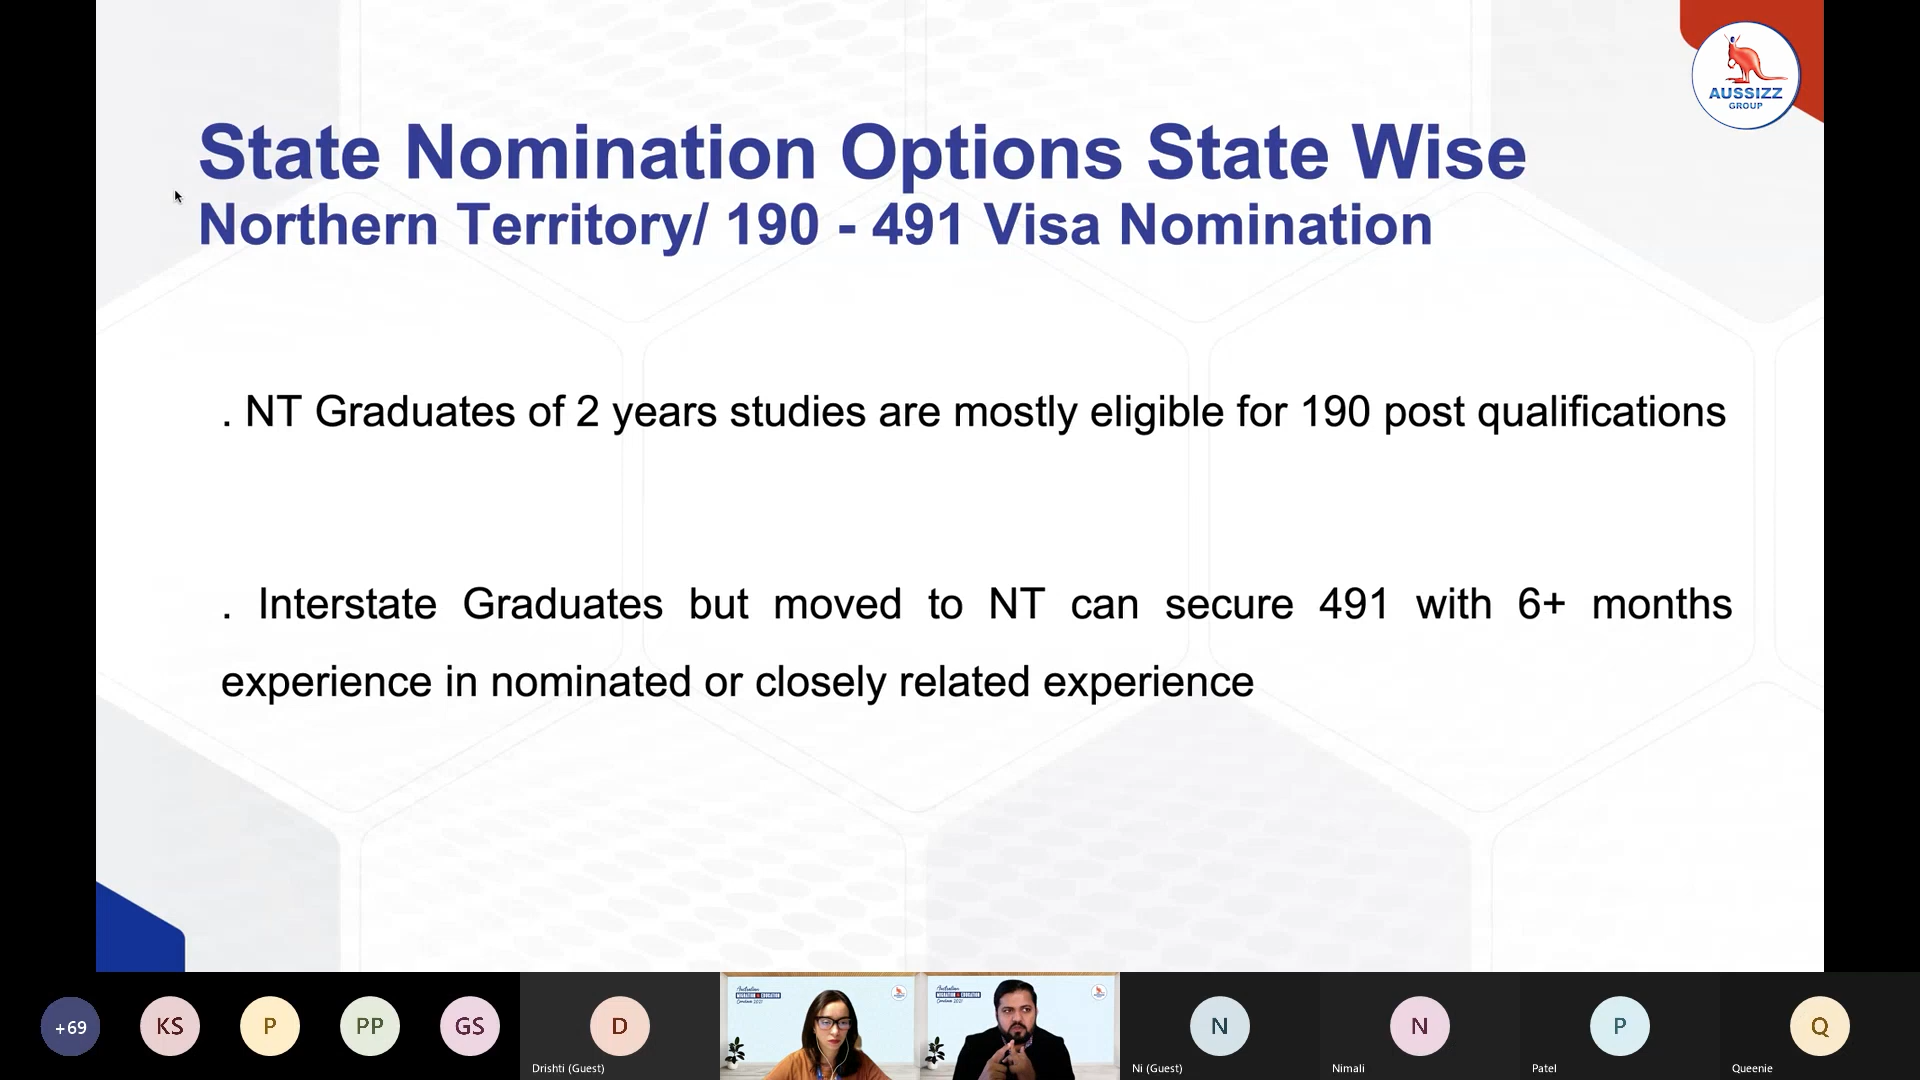 AUSSIZZ
GROUP
State Nomination Options State Wise
Northern Territory/ 190 - 491 Visa Nomination
. NT Graduates of 2 years studies are mostly eligible for 190 post qualifications
. Interstate Graduates but moved to NT can secure 491 with 6+ months
experience in nominated or closely related experience
+69
KS
P
PP
GS
D
Drishti (Guest)
N
Ni (Guest)
N
Nimali
P
Patel
Q
Queenie